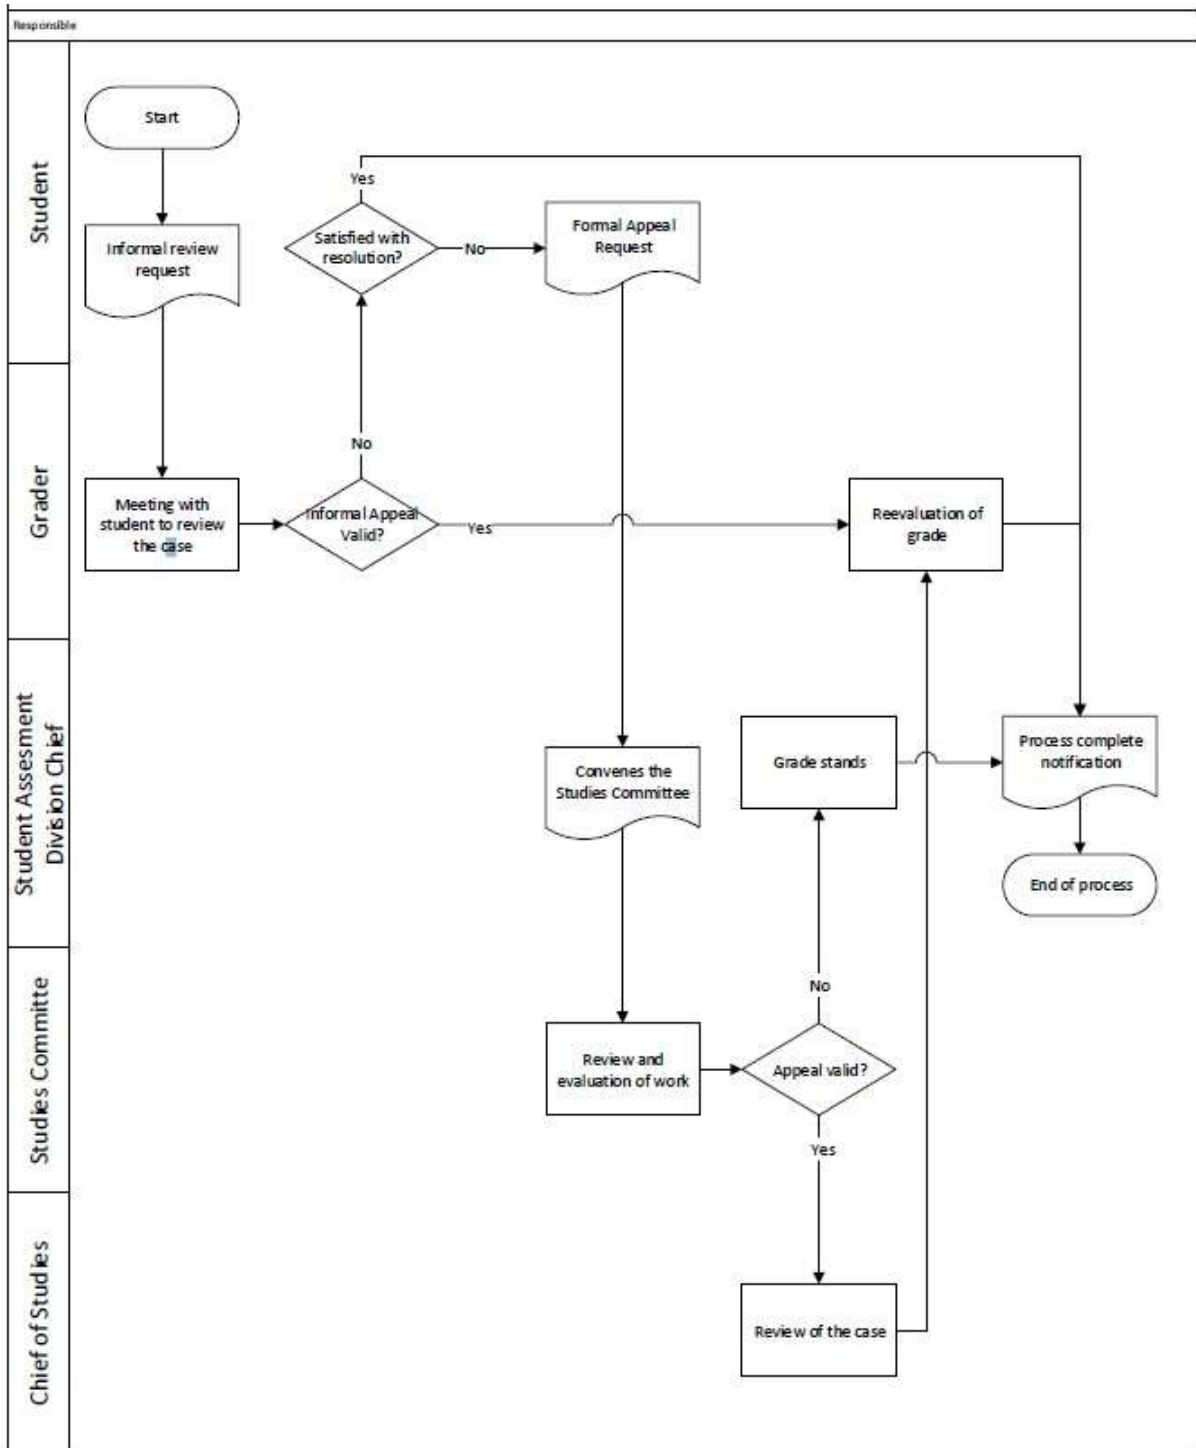 Responsible
Student
Start
Informal review
request
Yes
Satisfied with
resolution?
No
Formal Appeal
Request
Grader
Meeting with
student to review
the case
No
Informal Appeal
Valid?
Yes
Reevaluation of
grade
Student Assesment
Division Chief
Convenes the
Studies Committee
Grade stands
Process complete
notification
End of process
Studies Committe
Review and
evaluation of work
No
Appeal valid?
Yes
Chief of Studies
Review of the case